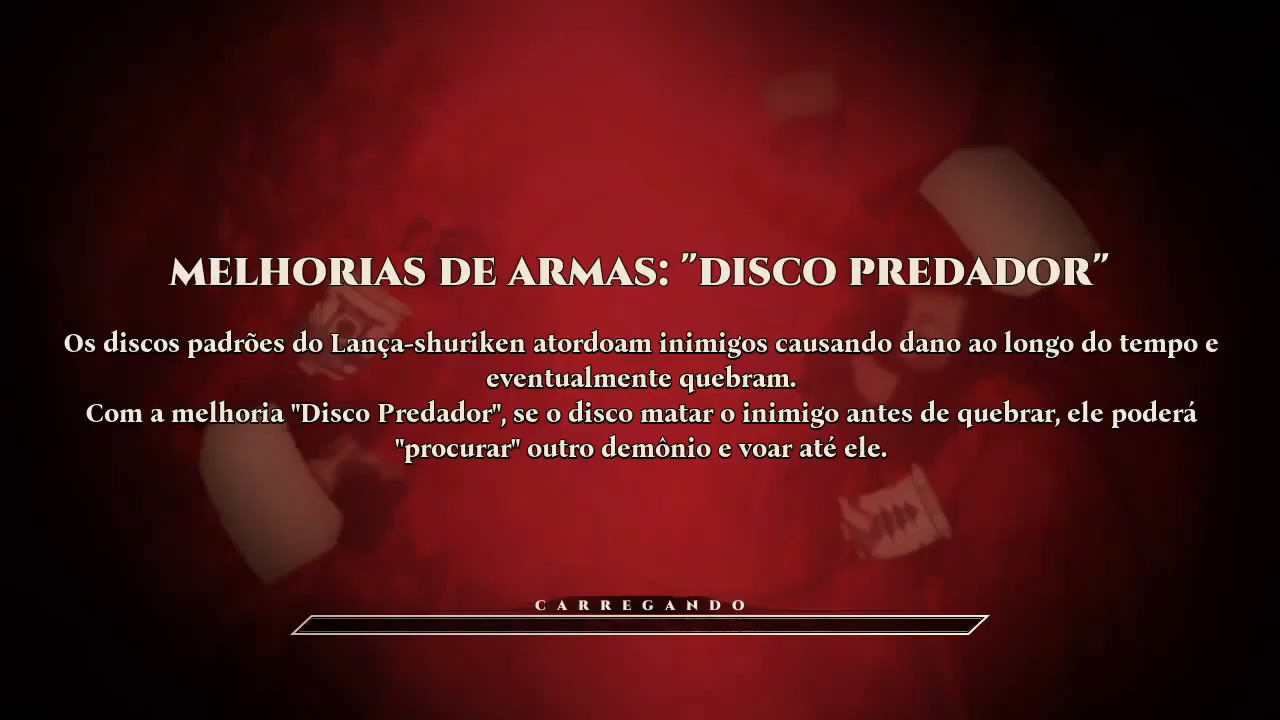 MELHORIAS DE ARMAS: "DISCO PREDADOR"
Os discos padrões do Lança-shuriken atordoam inimigos causando dano ao longo do tempo e
eventualmente quebram.
Com a melhoria "Disco Predador", se o disco matar o inimigo antes de quebrar, ele poderá
"procurar" outro demônio e voar até ele.
CARREGANDO